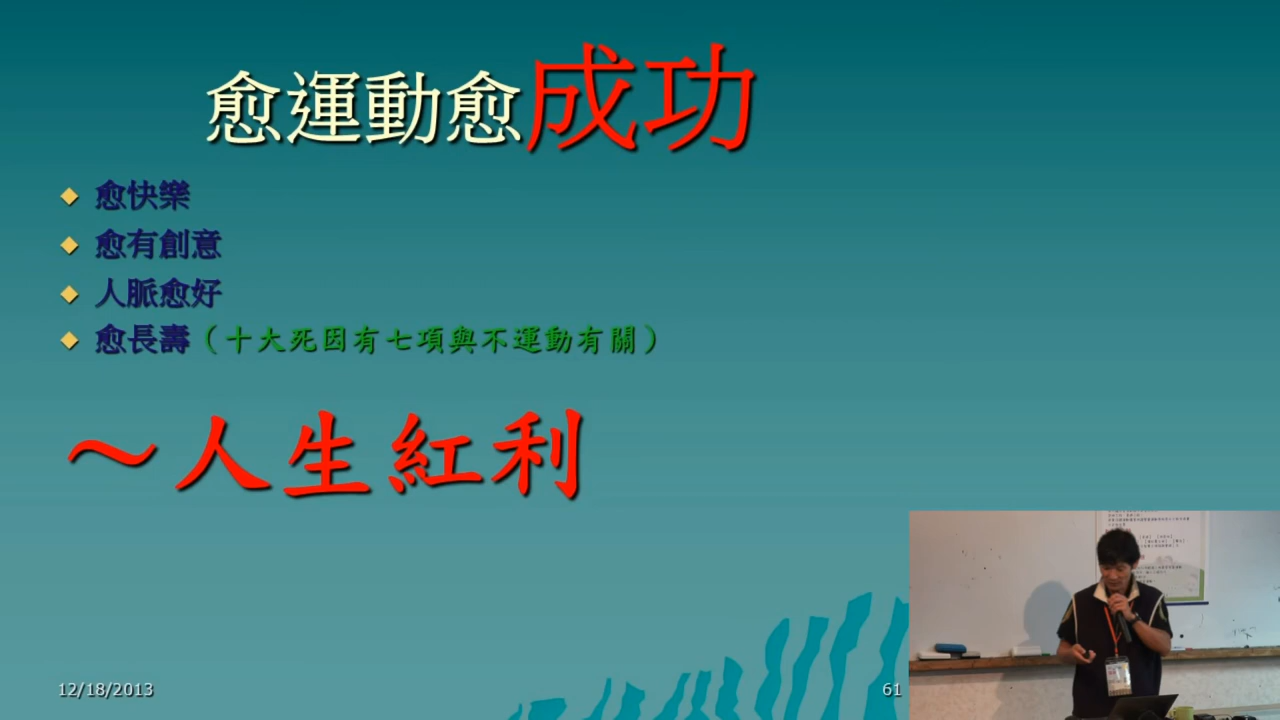 愈運動愈成功
愈快樂
愈有創意
人脈愈好
愈長壽（十大死因有七項與不運動有關）
～人生紅利
12/18/2013
61